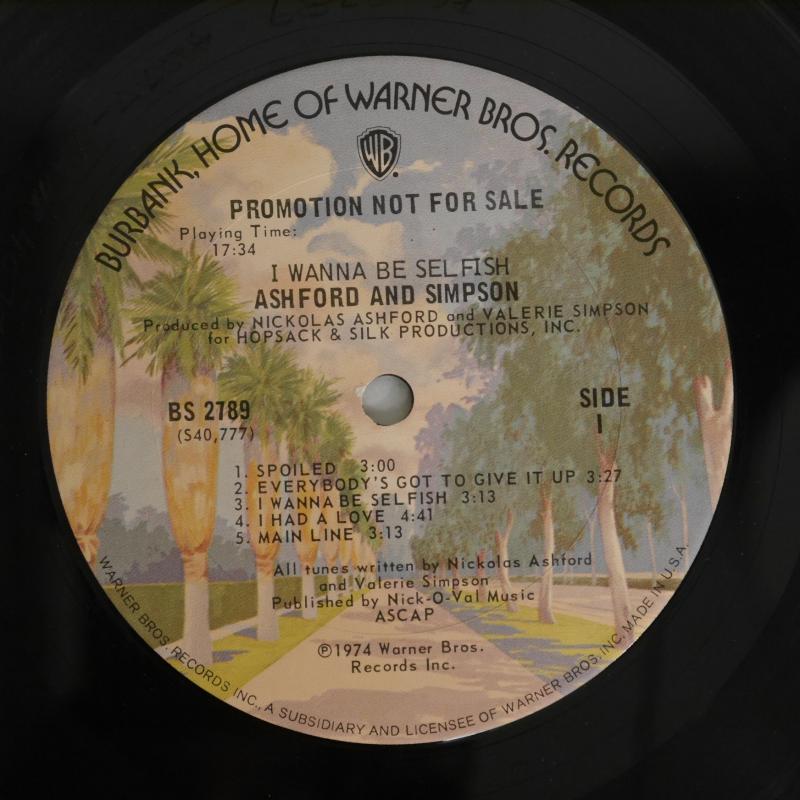 BURBANK, HOME OF WARNER BROS. RECORDS
WB
PROMOTION NOT FOR SALE
Playing Time:
17:34
I WANNA BE SELFISH
ASHFORD AND SIMPSON
Produced by NICKOLAS ASHFORD and VALERIE SIMPSON
for HOPSACK & SILK PRODUCTIONS, INC.
BS 2789
(S40,777)
SIDE
1
1. SPOILED 3:00
2. EVERYBODY'S GOT TO GIVE IT UP 3:27
3. I WANNA BE SELFISH 3:13
4. I HAD A LOVE 4:41
5. MAIN LINE 3:13
All tunes written by Nickolas Ashford
and Valerie Simpson
Published by Nick-O-Val Music
ASCAP
℗1974 Warner Bros.
Records Inc.
WARNER BROS. RECORDS INC., A SUBSIDIARY AND LICENSEE OF WARNER BROS. INC. MADE IN U.S.A.